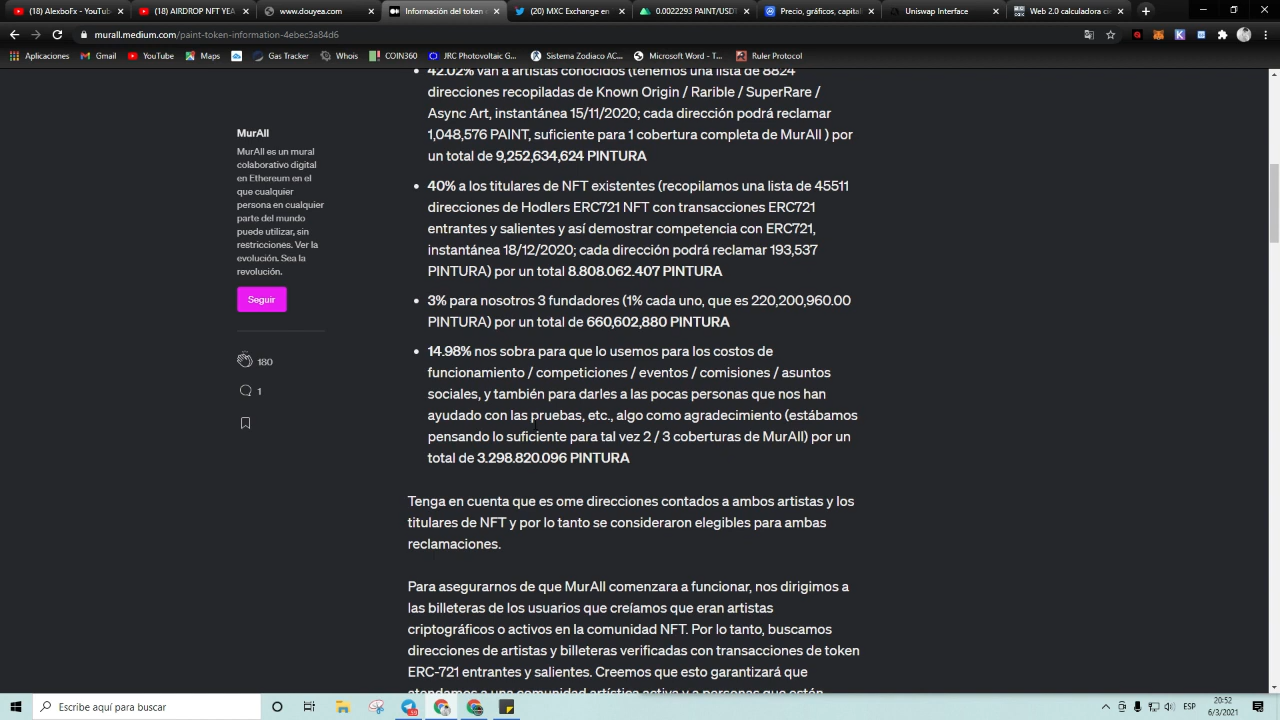 (18) AlexboFx - YouTub
(18) AIRDROP NFT YEA
www.douyea.com
Información del token
(20) MXC Exchange en
0.0022293 PAINT/USDT
Precio, gráficos, capital
Uniswap Interface
Web 2.0 calculadora ci
murall.medium.com/paint-token-information-4ebec3a84d6
Aplicaciones
Gmail
YouTube
Maps
Gas Tracker
Whois
COIN360
JRC Photovoltaic G...
Sistema Zodiaco AC...
Microsoft Word - T...
Ruler Protocol
MurAll
MurAll es un mural
colaborativo digital
en Ethereum en el
que cualquier
persona en cualquier
parte del mundo
puede utilizar, sin
restricciones. Ver la
evolución. Sea la
revolución.
Seguir
180
1
42.02% van a artistas conocidos (tenemos una lista de 8824
direcciones recopiladas de Known Origin / Rarible / SuperRare /
Async Art, instantánea 15/11/2020; cada dirección podrá reclamar
1,048,576 PAINT, suficiente para 1 cobertura completa de MurAll ) por
un total de 9,252,634,624 PINTURA
40% a los titulares de NFT existentes (recopilamos una lista de 45511
direcciones de Hodlers ERC721 NFT con transacciones ERC721
entrantes y salientes y así demostrar competencia con ERC721,
instantánea 18/12/2020; cada dirección podrá reclamar 193,537
PINTURA) por un total 8.808.062.407 PINTURA
3% para nosotros 3 fundadores (1% cada uno, que es 220,200,960.00
PINTURA) por un total de 660,602,880 PINTURA
14.98% nos sobra para que lo usemos para los costos de
funcionamiento / competiciones / eventos / comisiones / asuntos
sociales, y también para darles a las pocas personas que nos han
ayudado con las pruebas, etc., algo como agradecimiento (estábamos
pensando lo suficiente para tal vez 2 / 3 coberturas de MurAll) por un
total de 3.298.820.096 PINTURA
Tenga en cuenta que es ome direcciones contados a ambos artistas y los
titulares de NFT y por lo tanto se consideraron elegibles para ambas
reclamaciones.
Para asegurarnos de que MurAll comenzara a funcionar, nos dirigimos a
las billeteras de los usuarios que creíamos que eran artistas
criptográficos o activos en la comunidad NFT. Por lo tanto, buscamos
direcciones de artistas y billeteras verificadas con transacciones de token
ERC-721 entrantes y salientes. Creemos que esto garantizará que
atendamos a una comunidad artística activa y a personas que están
Escribe aquí para buscar
ESP
20:52
6/3/2021